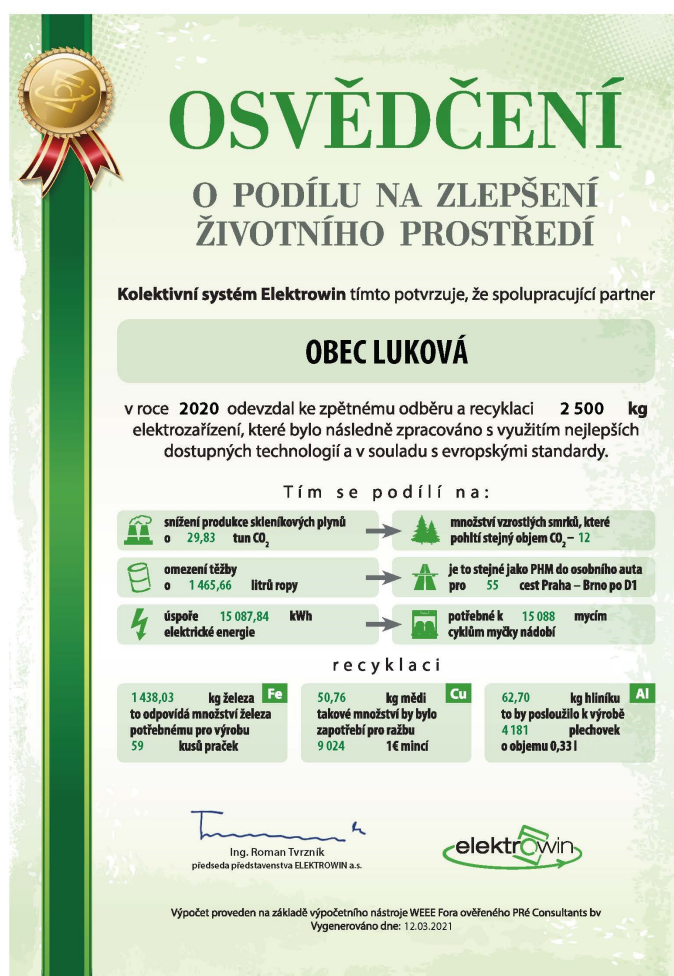 OSVĚDČENÍ
O PODÍLU NA ZLEPŠENÍ
ŽIVOTNÍHO PROSTŘEDÍ
Kolektivní systém Elektrowin tímto potvrzuje, že spolupracující partner
OBEC LUKOVÁ
v roce 2020 odevzdal ke zpětnému odběru a recyklaci 2 500 kg
elektrozařízení, které bylo následně zpracováno s využitím nejlepších
dostupných technologií a v souladu s evropskými standardy.
Tím se podílí na:
snížení produkce skleníkových plynů
o 29,83 tun CO₂
množství vzrostlých smrků, které
pohltí stejný objem CO₂ – 12
omezení těžby
o 1 465,66 litrů ropy
je to stejné jako PHM do osobního auta
pro 55 cest Praha – Brno po D1
úspoře 15 087,84 kWh
elektrické energie
potřebné k 15 088 mycím
cyklům myčky nádobí
recyklaci
1 438,03 kg železa Fe
to odpovídá množství železa
potřebnému pro výrobu
59 kusů praček
50,76 kg mědi Cu
takové množství by bylo
zapotřebí pro ražbu
9 024 1€ mincí
62,70 kg hliníku Al
to by posloužilo k výrobě
4 181 plechovek
o objemu 0,33 l
Ing. Roman Tvrzník
předseda představenstva ELEKTROWIN a.s.
elektrowin
Výpočet proveden na základě výpočetního nástroje WEEE Fora ověřeného PRé Consultants bv
Vygenerováno dne: 12.03.2021